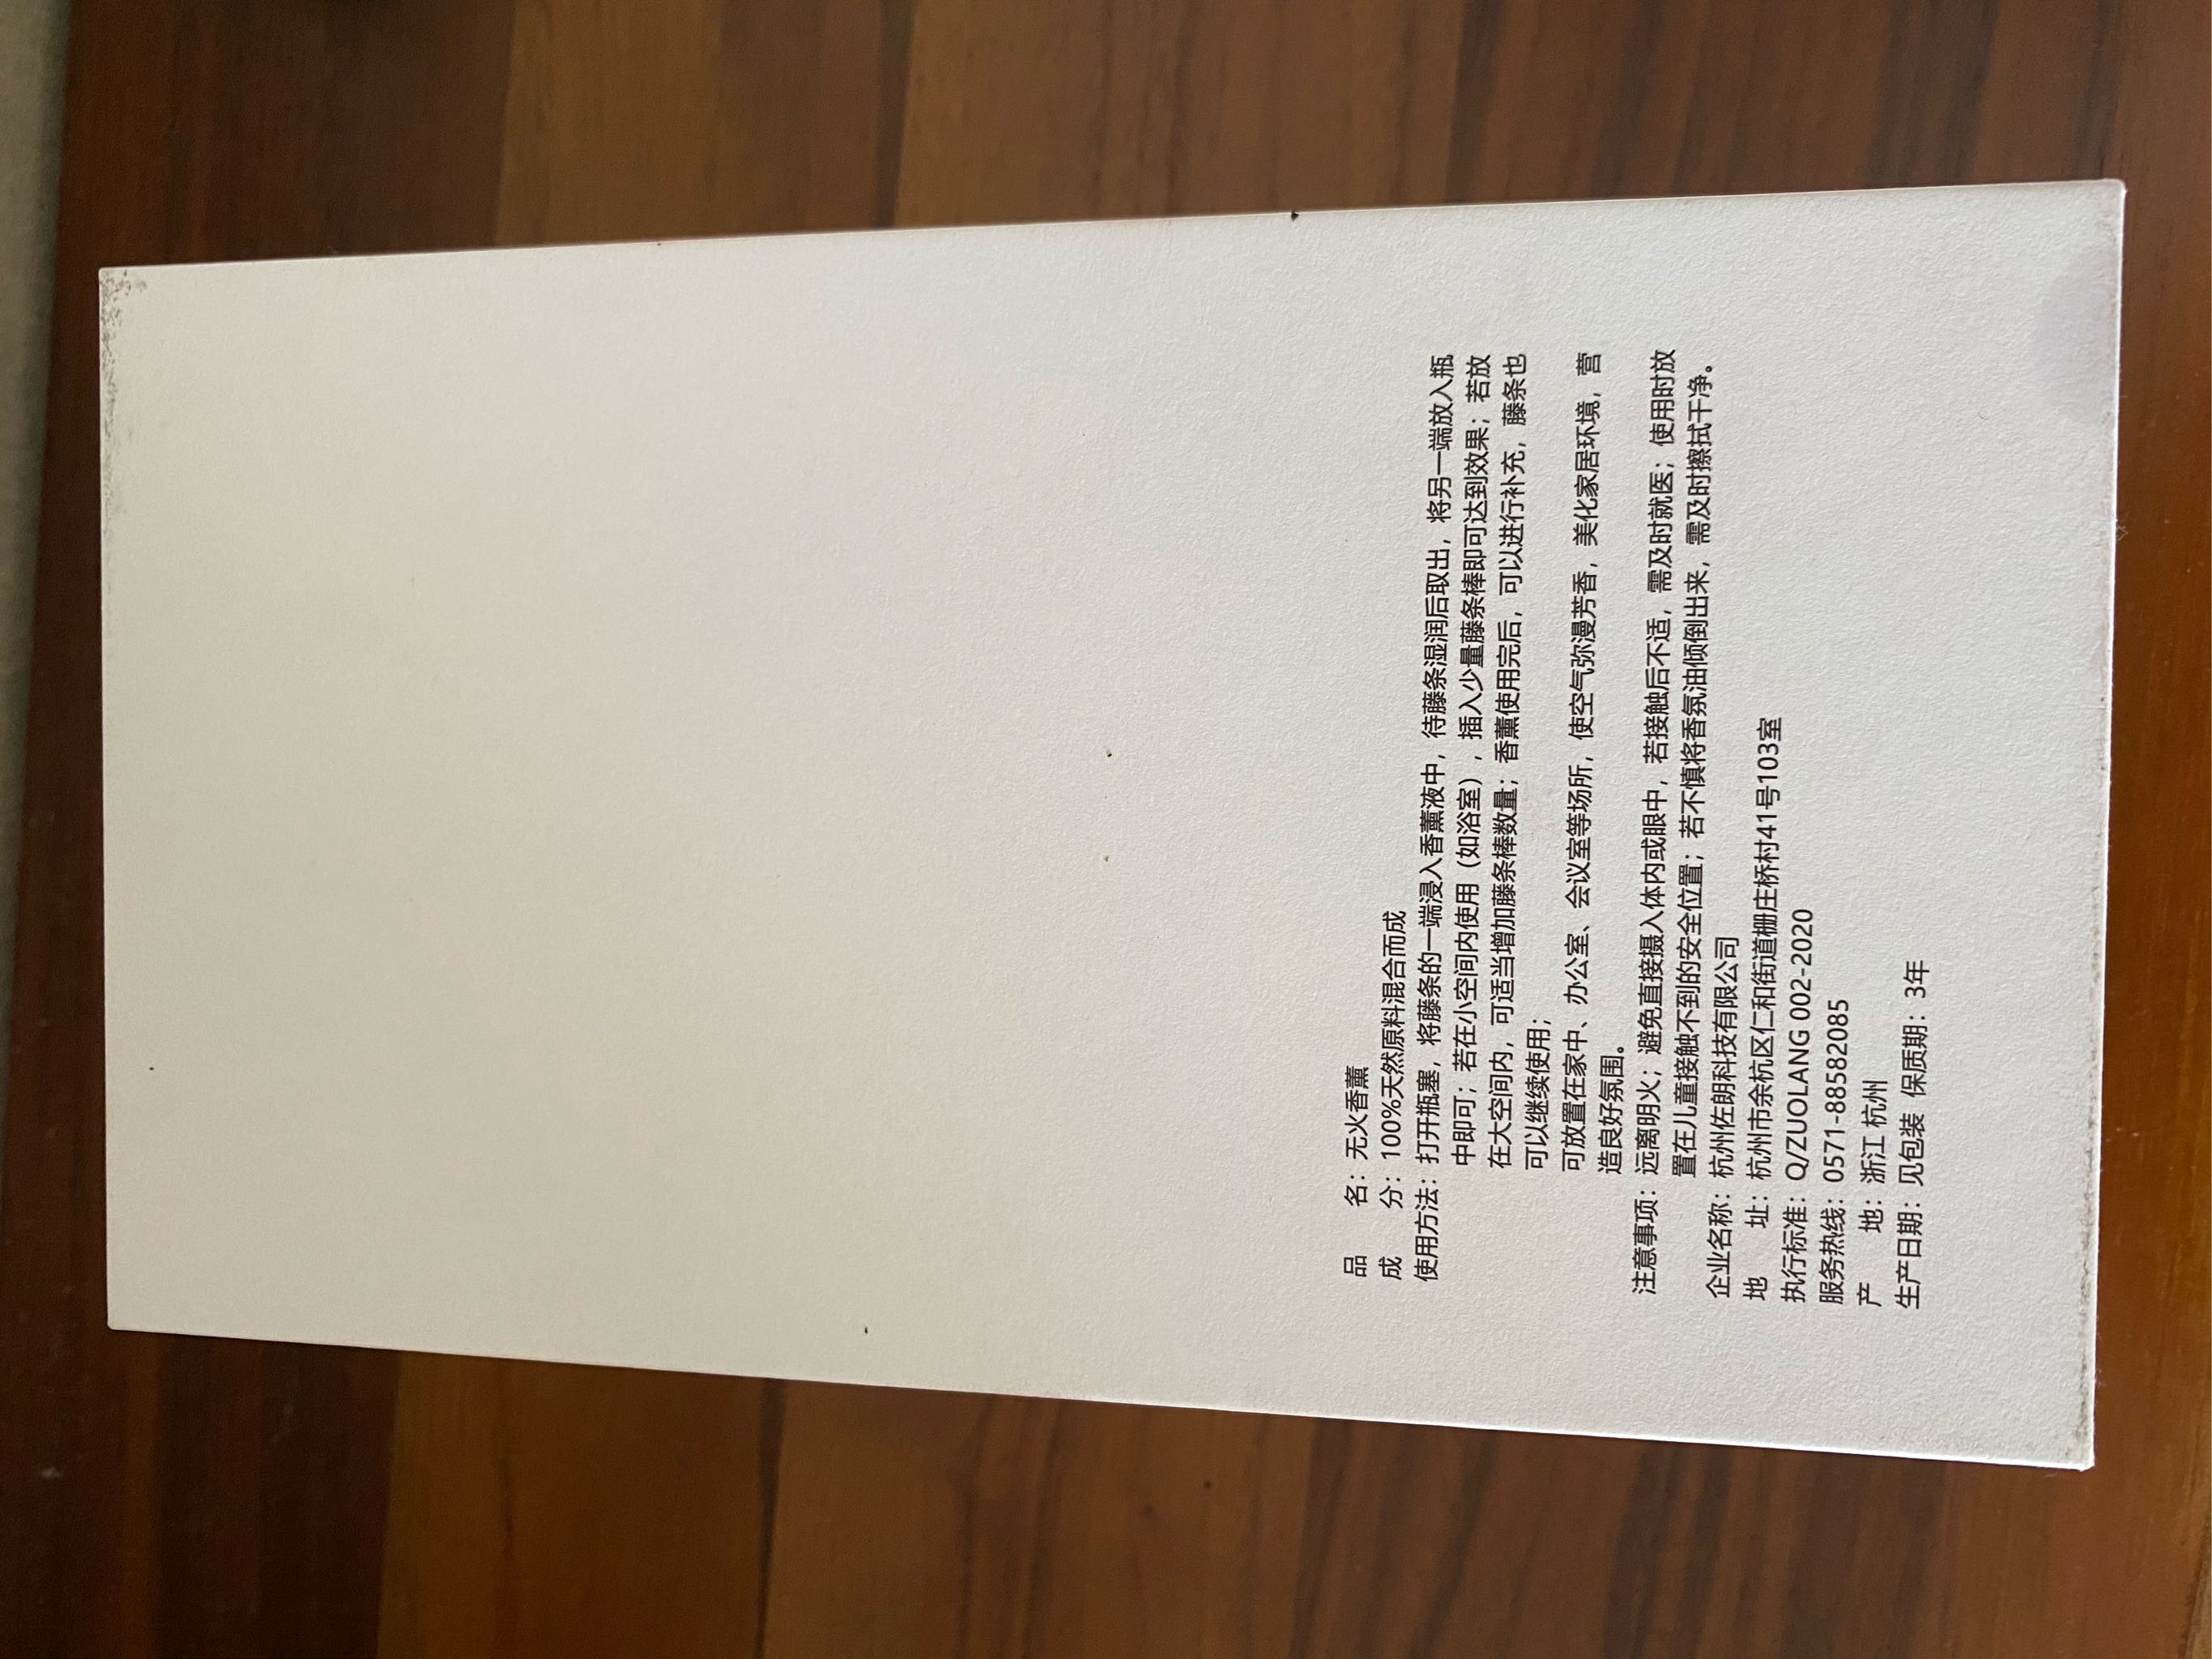 品 名：无火香薰
成 分：100%天然原料混合而成
使用方法：打开瓶塞，将藤条的一端浸入香薰液中，待藤条湿润后取出，将另一端放入瓶
中即可；若在小空间内使用（如浴室），插入少量藤条棒即可达到效果；若放
在大空间内，可适当增加藤条棒数量；香薰使用完后，可以进行补充，藤条也
可以继续使用；
可放置在家中、办公室、会议室等场所，使空气弥漫芳香，美化家居环境，营
造良好氛围。
注意事项：远离明火；避免直接摄入体内或眼中，若接触后不适，需及时就医；使用时放
置在儿童接触不到的安全位置；若不慎将香氛油倾倒出来，需及时擦拭干净。
企业名称：杭州佐朗科技有限公司
地 址：杭州市余杭区仁和街道栅庄桥村41号103室
执行标准：Q/ZUOLANG 002-2020
服务热线：0571-88582085
产 地：浙江 杭州
生产日期：见包装 保质期：3年